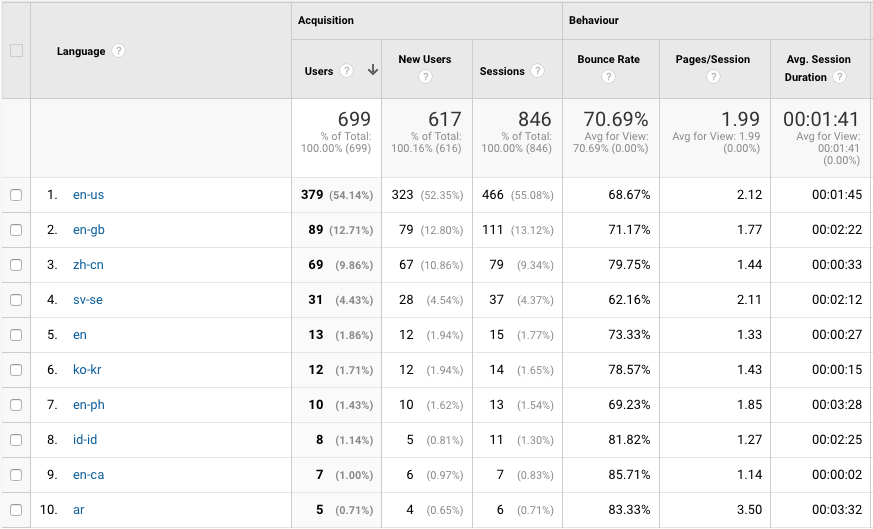 Acquisition Behaviour
Language ? Users ? ↓ New Users ? Sessions ? Bounce Rate ? Pages/Session ? Avg. Session Duration ?
699 617 846 70.69% 1.99 00:01:41
% of Total: 100.00% (699) % of Total: 100.16% (616) % of Total: 100.00% (846) Avg for View: 70.69% (0.00%) Avg for View: 1.99 (0.00%) Avg for View: 00:01:41 (0.00%)
1. en-us 379 (54.14%) 323 (52.35%) 466 (55.08%) 68.67% 2.12 00:01:45
2. en-gb 89 (12.71%) 79 (12.80%) 111 (13.12%) 71.17% 1.77 00:02:22
3. zh-cn 69 (9.86%) 67 (10.86%) 79 (9.34%) 79.75% 1.44 00:00:33
4. sv-se 31 (4.43%) 28 (4.54%) 37 (4.37%) 62.16% 2.11 00:02:12
5. en 13 (1.86%) 12 (1.94%) 15 (1.77%) 73.33% 1.33 00:00:27
6. ko-kr 12 (1.71%) 12 (1.94%) 14 (1.65%) 78.57% 1.43 00:00:15
7. en-ph 10 (1.43%) 10 (1.62%) 13 (1.54%) 69.23% 1.85 00:03:28
8. id-id 8 (1.14%) 5 (0.81%) 11 (1.30%) 81.82% 1.27 00:02:25
9. en-ca 7 (1.00%) 6 (0.97%) 7 (0.83%) 85.71% 1.14 00:00:02
10. ar 5 (0.71%) 4 (0.65%) 6 (0.71%) 83.33% 3.50 00:03:32